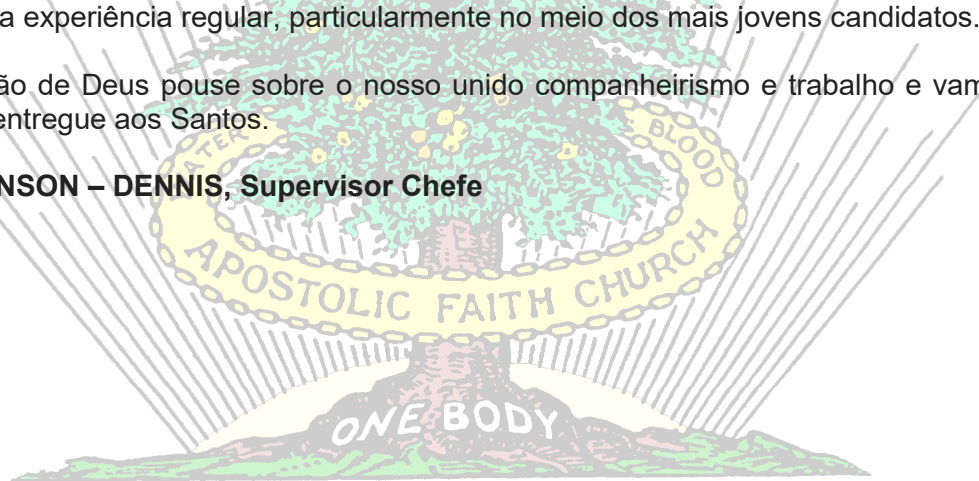 a experiência regular, particularmente no meio dos mais jovens candidatos.
ão de Deus pouse sobre o nosso unido companheirismo e trabalho e vam
entregue aos Santos.
NSON – DENNIS, Supervisor Chefe
WATER
BLOOD
APOSTOLIC FAITH CHURCH
ONE BODY